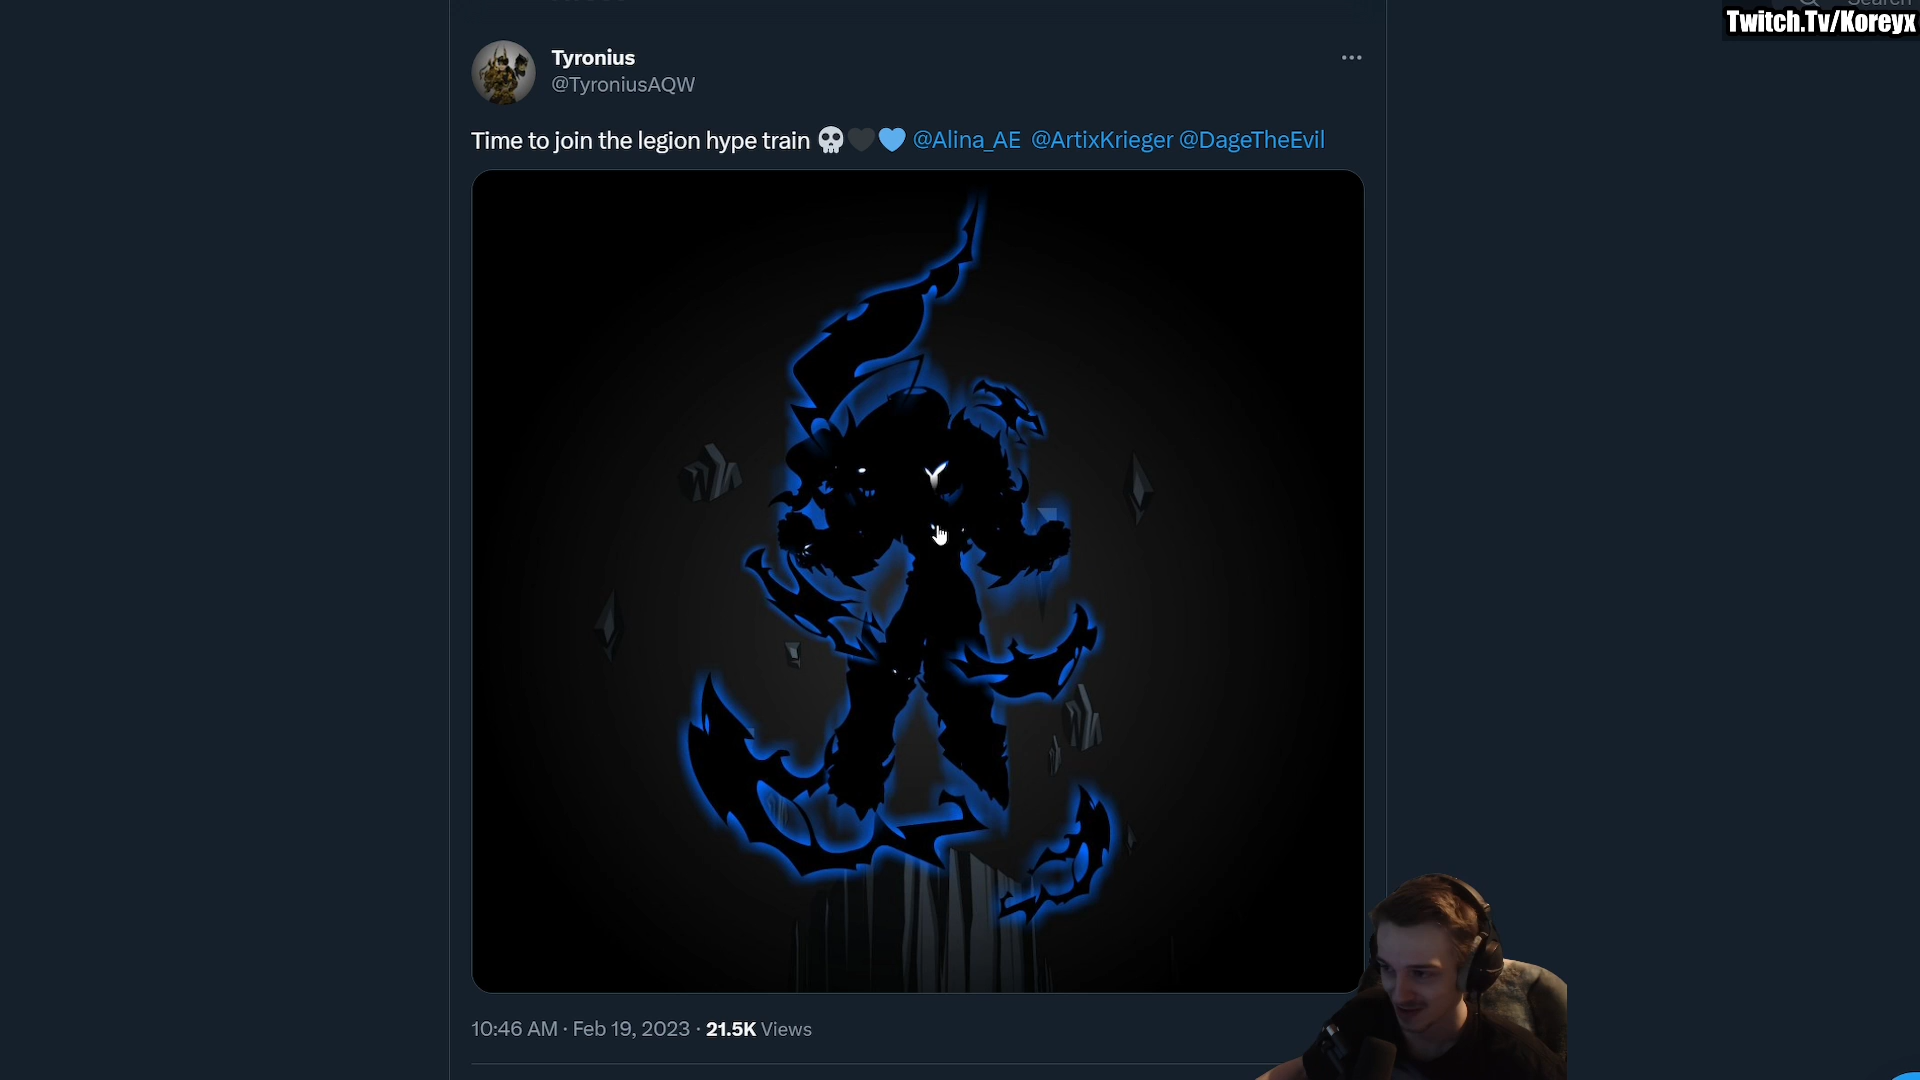 Search
Twitch.Tv/Koreyx
Tyronius
@TyroniusAQW
Time to join the legion hype train 💀🖤💙 @Alina_AE @ArtixKrieger @DageTheEvil
10:46 AM · Feb 19, 2023 · 21.5K Views